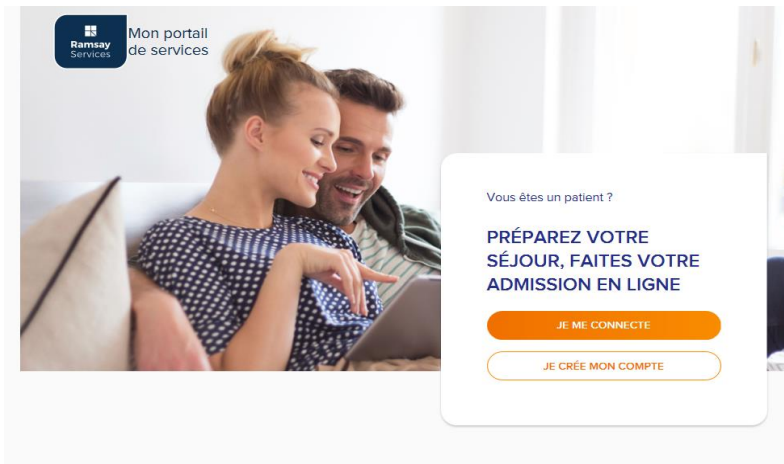 Ramsay
Services
Mon portail
de services
Vous êtes un patient ?
PRÉPAREZ VOTRE
SÉJOUR, FAITES VOTRE
ADMISSION EN LIGNE
JE ME CONNECTE
JE CRÉE MON COMPTE